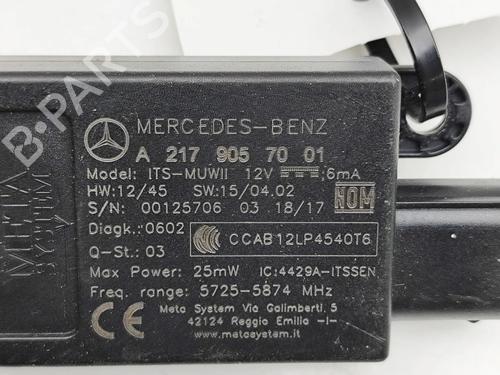 B-PARTS
MERCEDES-BENZ
A 217 905 70 01
Model: ITS-MUWII 12V 6mA
HW:12/45 SW:15/04.02
NOM
S/N: 00125706 03 18/17
Diagk.:0602
CCAB12LP4540T6
Q-St.: 03
Max Power: 25mW IC:4429A-ITSSEN
Freq. range: 5725-5874 MHz
CE
Meta System Via Galimberti, 5
42124 Reggio Emilia -I-
www.metasystem.it
META
SYSTEM